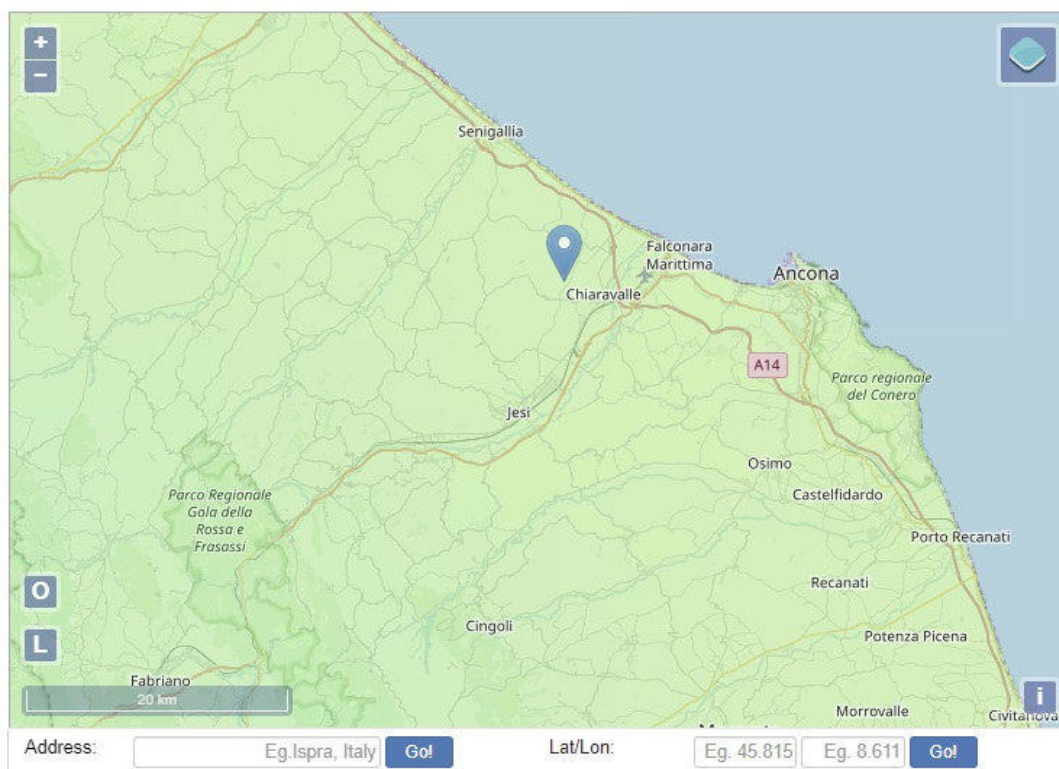 +
−
Senigallia
Falconara
Marittima
Ancona
Chiaravalle
A14
Parco regionale
del Conero
Jesi
Osimo
Castelfidardo
Parco Regionale
Gola della
Rossa e
Frasassi
Porto Recanati
Recanati
O
Cingoli
L
Potenza Picena
Fabriano
20 km
Morrovalle
i
Civitanova
Address:
Eg.Ispra, Italy
Go!
Lat/Lon:
Eg. 45.815
Eg. 8.611
Go!